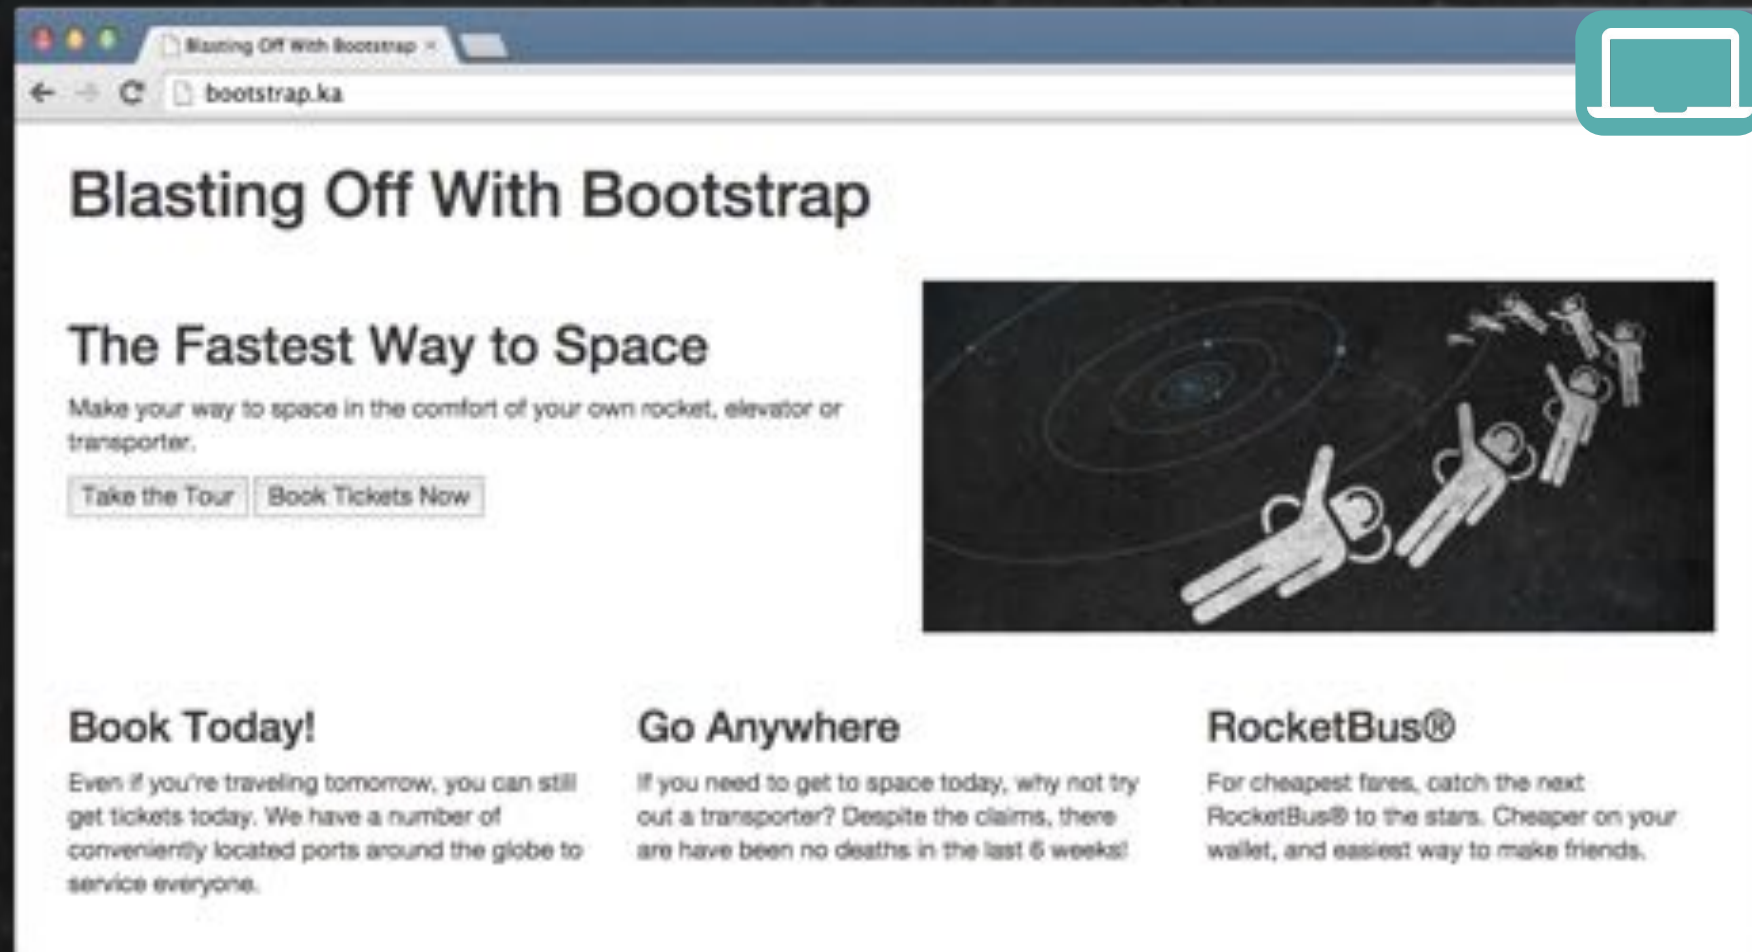 Blasting Off With Bootstrap ×
bootstrap.ka
Blasting Off With Bootstrap
The Fastest Way to Space
Make your way to space in the comfort of your own rocket, elevator or
transporter.
Take the Tour
Book Tickets Now
Book Today!
Even if you're traveling tomorrow, you can still
get tickets today. We have a number of
conveniently located ports around the globe to
service everyone.
Go Anywhere
If you need to get to space today, why not try
out a transporter? Despite the claims, there
are have been no deaths in the last 6 weeks!
RocketBus®
For cheapest fares, catch the next
RocketBus® to the stars. Cheaper on your
wallet, and easiest way to make friends.